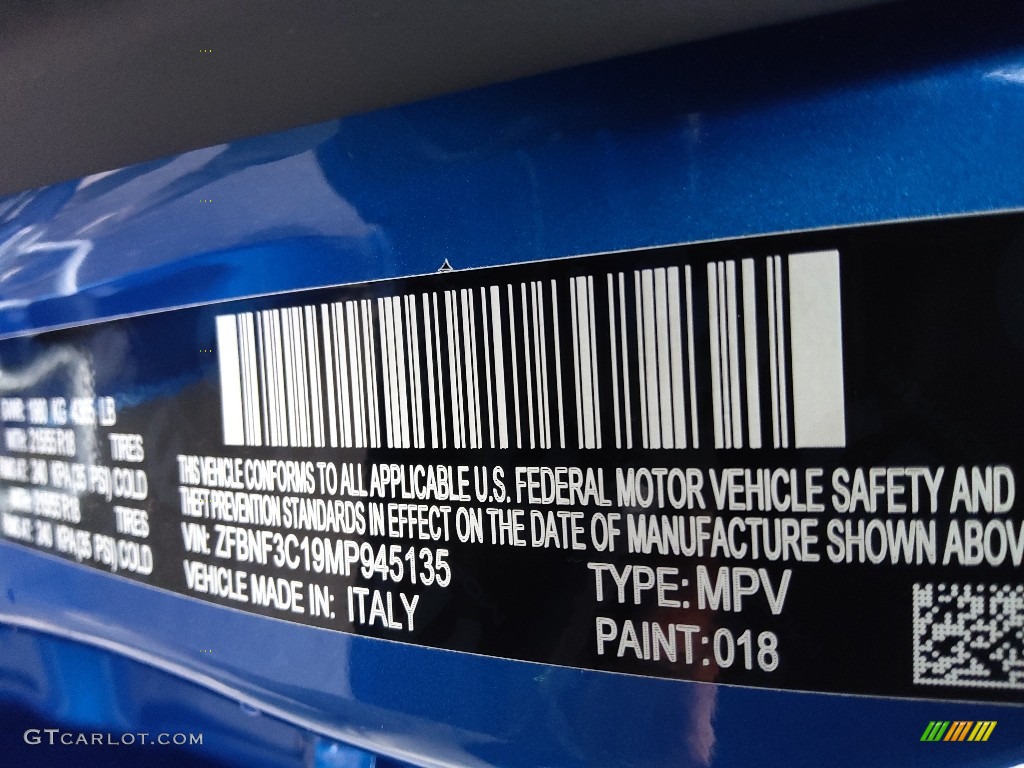 LB
TIRES
KPA(35 PSI) COLD
TIRES
KPA(35 PSI) COLD
THIS VEHICLE CONFORMS TO ALL APPLICABLE U.S. FEDERAL MOTOR VEHICLE SAFETY AND
THEFT PREVENTION STANDARDS IN EFFECT ON THE DATE OF MANUFACTURE SHOWN ABOV
VIN: ZFBNF3C19MP945135
TYPE: MPV
VEHICLE MADE IN: ITALY
PAINT:018
GTCARLOT.COM